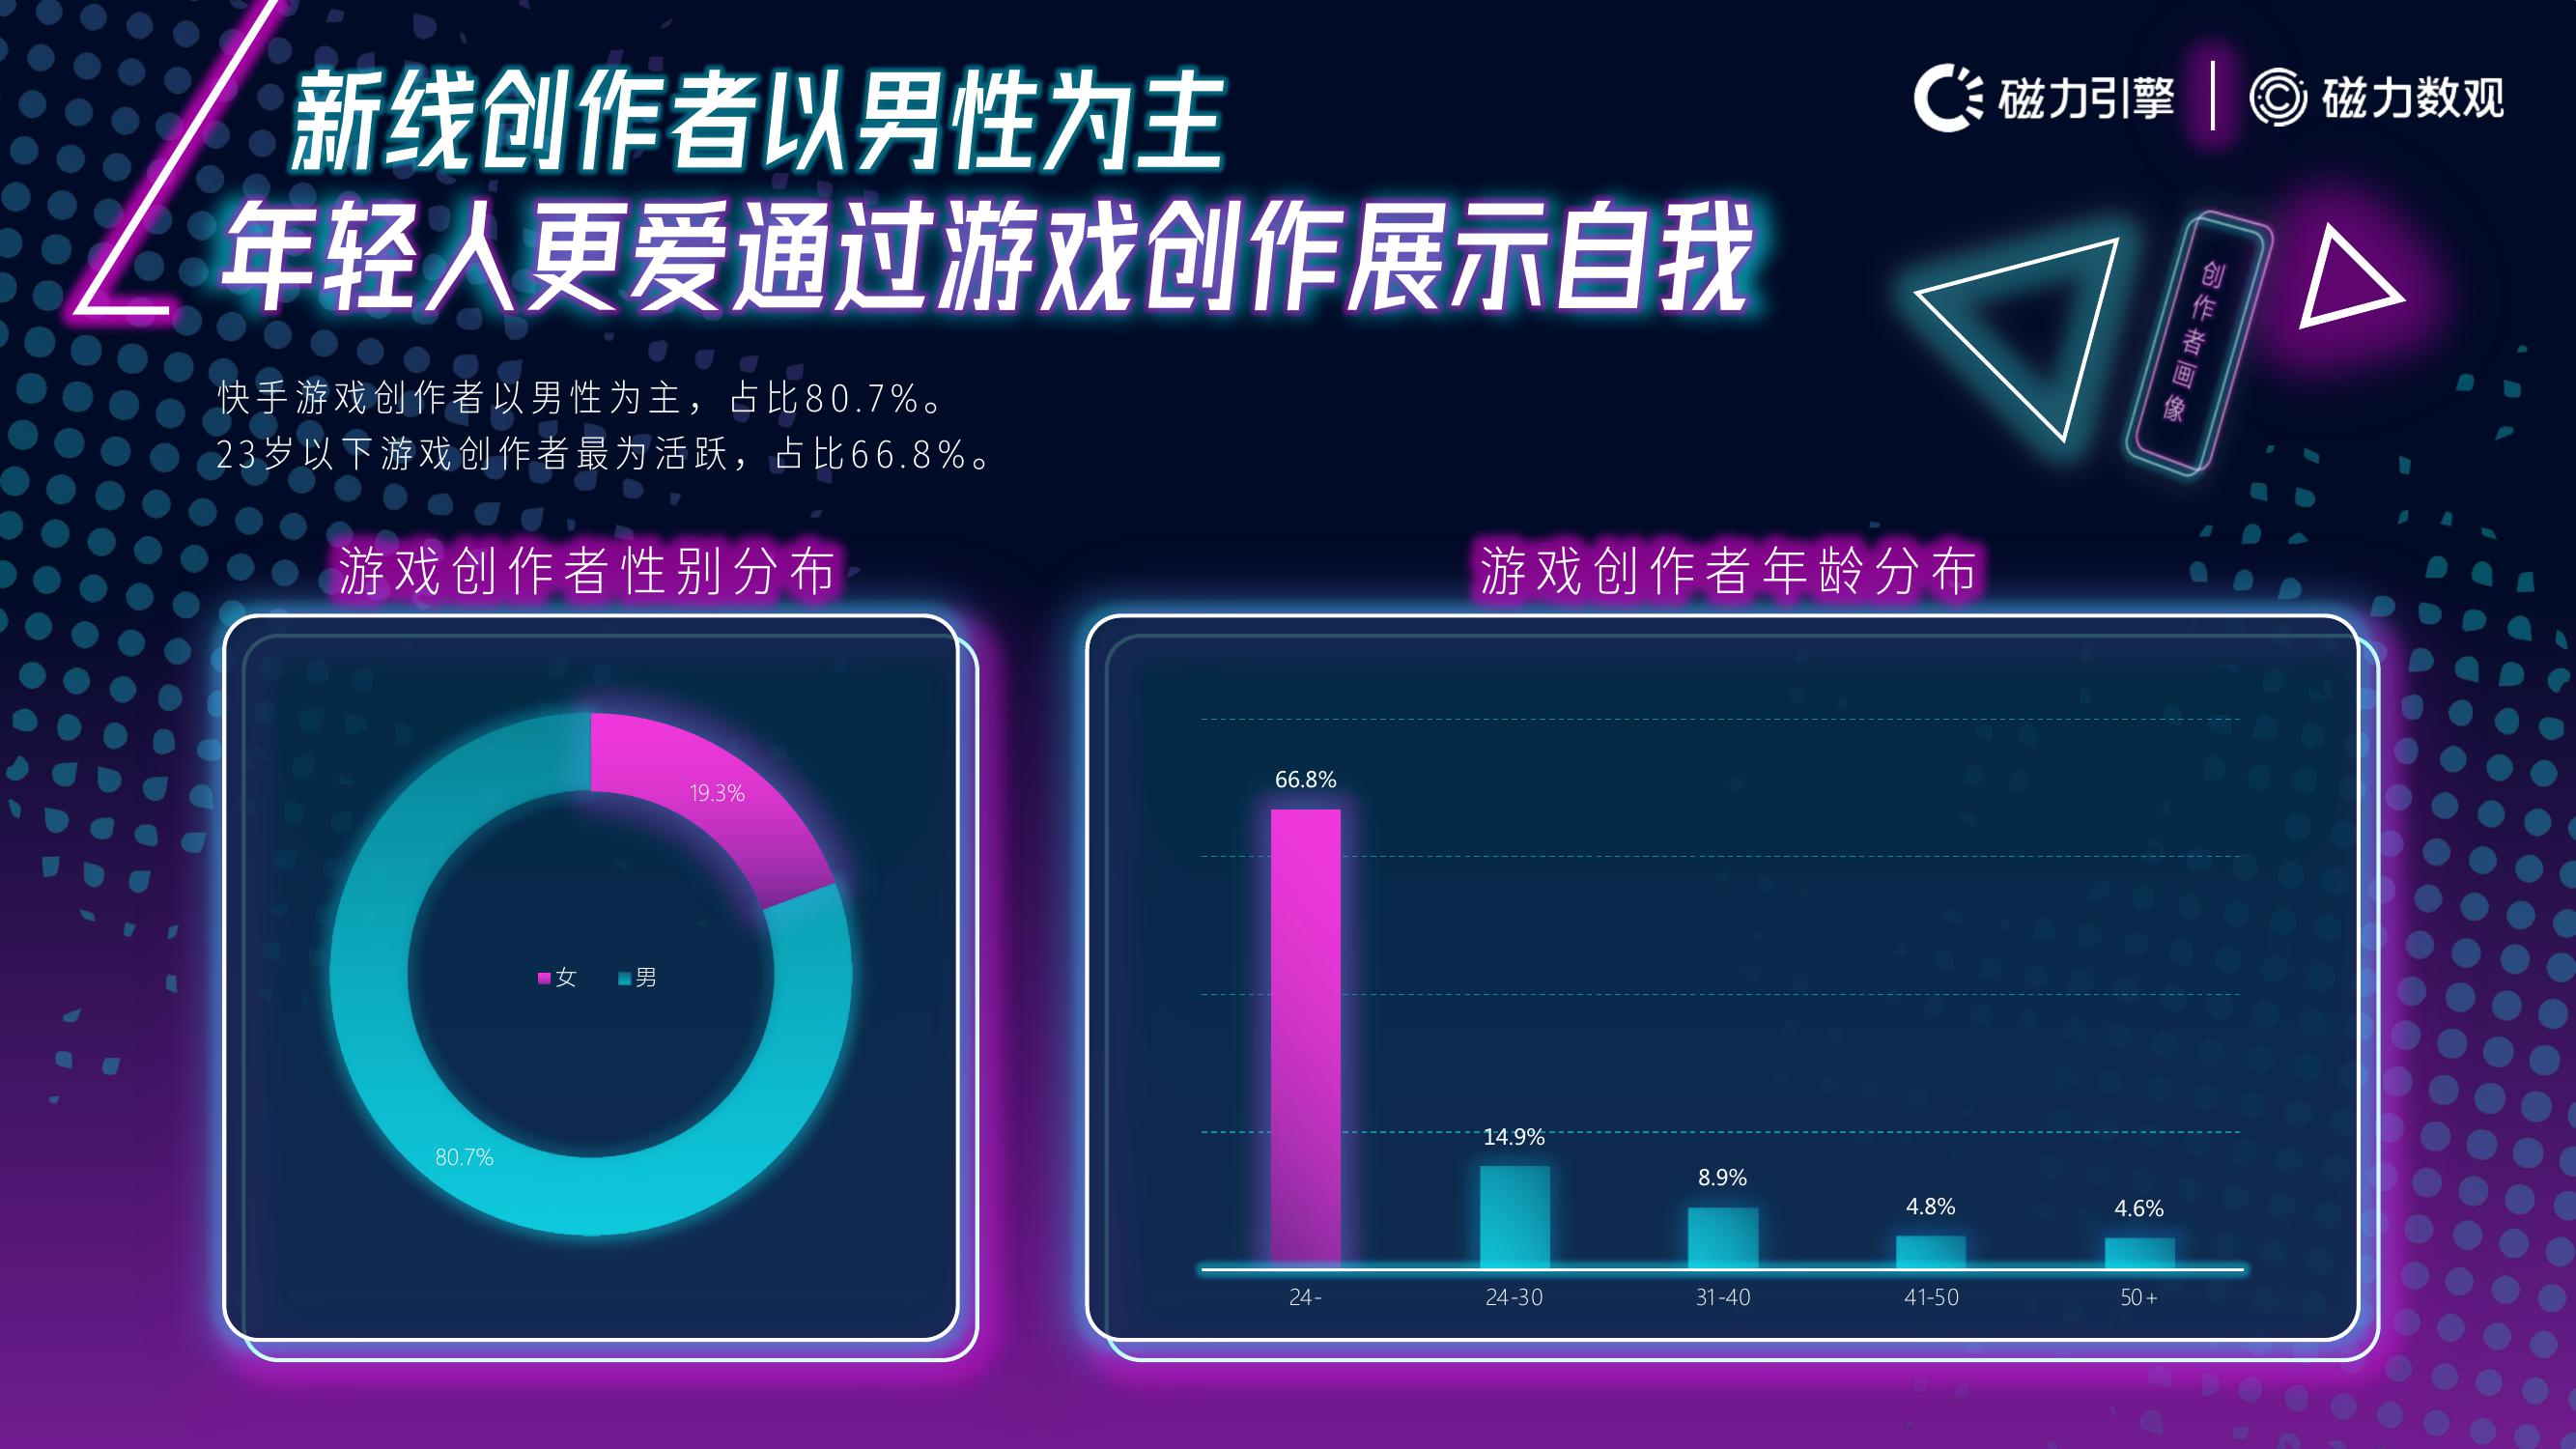 新线创作者以男性为主
年轻人更爱通过游戏创作展示自我
磁力引擎
磁力数观
创作者画像
快手游戏创作者以男性为主，占比80.7%。
23岁以下游戏创作者最为活跃，占比66.8%。
游戏创作者性别分布
19.3%
女 男
80.7%
游戏创作者年龄分布
66.8%
14.9%
8.9%
4.8%
4.6%
24- 24-30 31-40 41-50 50+